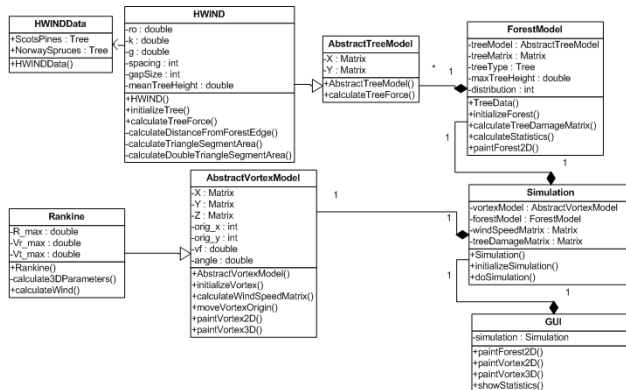 HWINDData
+ScotsPines : Tree
+NorwaySpruces : Tree
+HWINDData()
HWIND
-ro : double
-k : double
-g : double
-spacing : int
-gapSize : int
-meanTreeHeight : double
+HWIND()
+initializeTree()
+calculateTreeForce()
-calculateDistanceFromForestEdge()
-calculateTriangleSegmentArea()
-calculateDoubleTriangleSegmentArea()
AbstractTreeModel
-X : Matrix
-Y : Matrix
+AbstractTreeModel()
+calculateTreeForce()
* 1
ForestModel
-treeModel : AbstractTreeModel
-treeMatrix : Matrix
-treeType : Tree
-maxTreeHeight : double
-distribution : int
+TreeData()
+initializeForest()
+calculateTreeDamageMatrix()
+calculateStatistics()
+paintForest2D()
1
1
Rankine
-R_max : double
-Vr_max : double
-Vt_max : double
+Rankine()
-calculate3DParameters()
+calculateWind()
AbstractVortexModel
-X : Matrix
-Y : Matrix
-Z : Matrix
-orig_x : int
-orig_y : int
-vf : double
-angle : double
+AbstractVortexModel()
+initializeVortex()
+calculateWindSpeedMatrix()
+moveVortexOrigin()
+paintVortex2D()
+paintVortex3D()
1 1
Simulation
-vortexModel : AbstractVortexModel
-forestModel : ForestModel
-windSpeedMatrix : Matrix
-treeDamageMatrix : Matrix
+Simulation()
+initializeSimulation()
+doSimulation()
1
1
GUI
-simulation : Simulation
+paintForest2D()
+paintVortex2D()
+paintVortex3D()
+showStatistics()